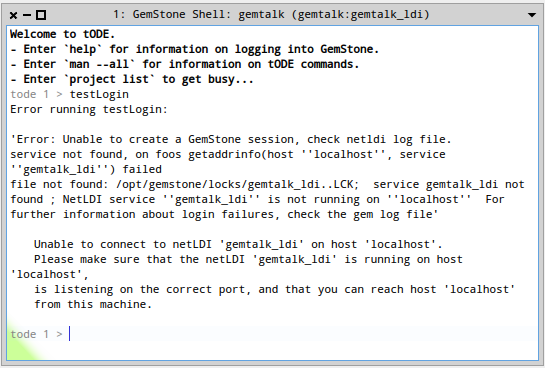 1: GemStone Shell: gemtalk (gemtalk:gemtalk_ldi)
Welcome to tODE.
- Enter `help` for information on logging into GemStone.
- Enter `man --all` for information on tODE commands.
- Enter `project list` to get busy...
tode 1 > testLogin
Error running testLogin:
'Error: Unable to create a GemStone session, check netldi log file.
service not found, on foos getaddrinfo(host ''localhost'', service
''gemtalk_ldi'') failed
file not found: /opt/gemstone/locks/gemtalk_ldi..LCK;  service gemtalk_ldi not
found ; NetLDI service ''gemtalk_ldi'' is not running on ''localhost''  For
further information about login failures, check the gem log file'
Unable to connect to netLDI 'gemtalk_ldi' on host 'localhost'.
Please make sure that the netLDI 'gemtalk_ldi' is running on host
'localhost',
is listening on the correct port, and that you can reach host 'localhost'
from this machine.
tode 1 >